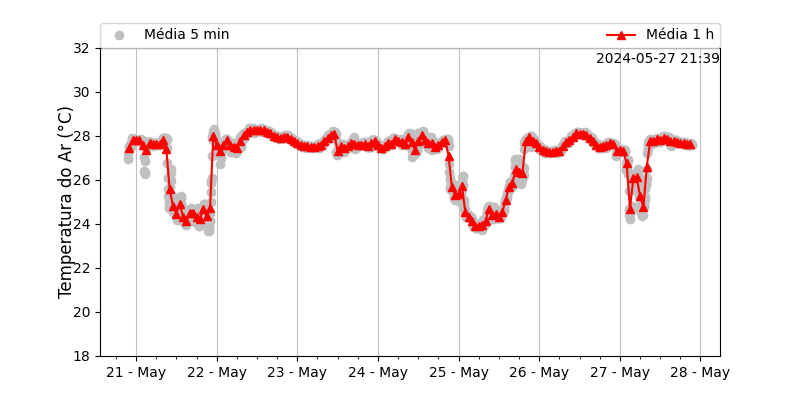 Média 5 min
Média 1 h
2024-05-27 21:39
Temperatura do Ar (°C)
32
30
28
26
24
22
20
18
21 - May
22 - May
23 - May
24 - May
25 - May
26 - May
27 - May
28 - May